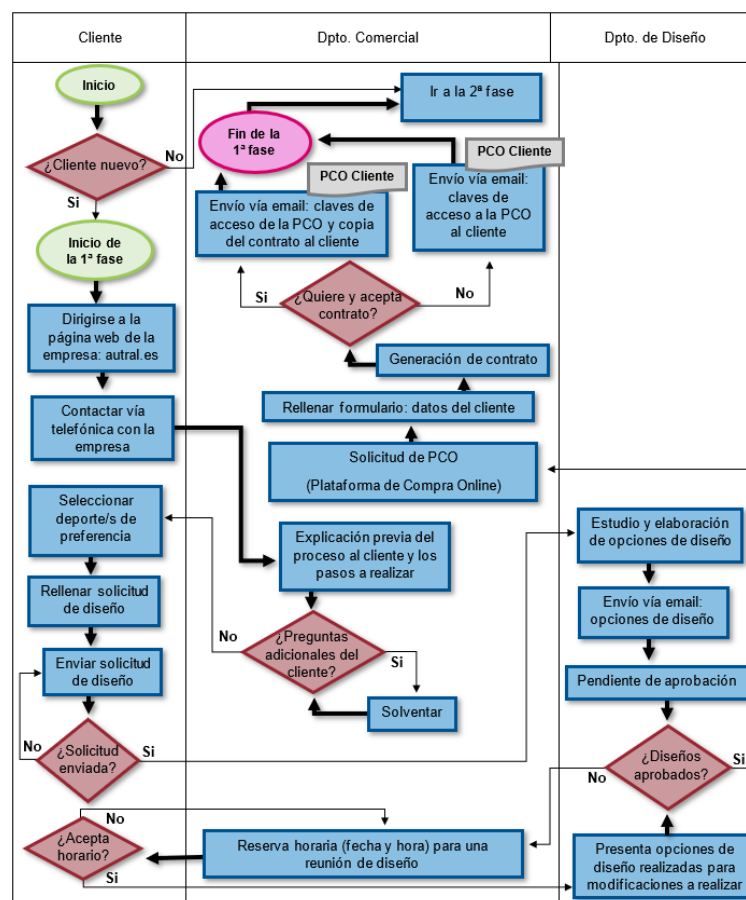 Cliente
Dpto. Comercial
Dpto. de Diseño
Inicio
¿Cliente nuevo?
No
Si
Inicio de
la 1ª fase
Dirigirse a la
página web de la
empresa: autral.es
Contactar vía
telefónica con la
empresa
Seleccionar
deporte/s de
preferencia
Rellenar solicitud
de diseño
Enviar solicitud
de diseño
¿Solicitud
enviada?
No
Si
¿Acepta
horario?
No
Si
Ir a la 2ª fase
Fin de la
1ª fase
PCO Cliente
Envío vía email: claves de
acceso de la PCO y copia
del contrato al cliente
PCO Cliente
Envío vía email:
claves de
acceso a la PCO
al cliente
¿Quiere y acepta
contrato?
Si
No
Generación de contrato
Rellenar formulario: datos del cliente
Solicitud de PCO
(Plataforma de Compra Online)
Explicación previa del
proceso al cliente y los
pasos a realizar
¿Preguntas
adicionales del
cliente?
No
Si
Solventar
Reserva horaria (fecha y hora) para una
reunión de diseño
Estudio y elaboración
de opciones de diseño
Envío vía email:
opciones de diseño
Pendiente de aprobación
¿Diseños
aprobados?
No
Si
Presenta opciones de
diseño realizadas para
modificaciones a realizar